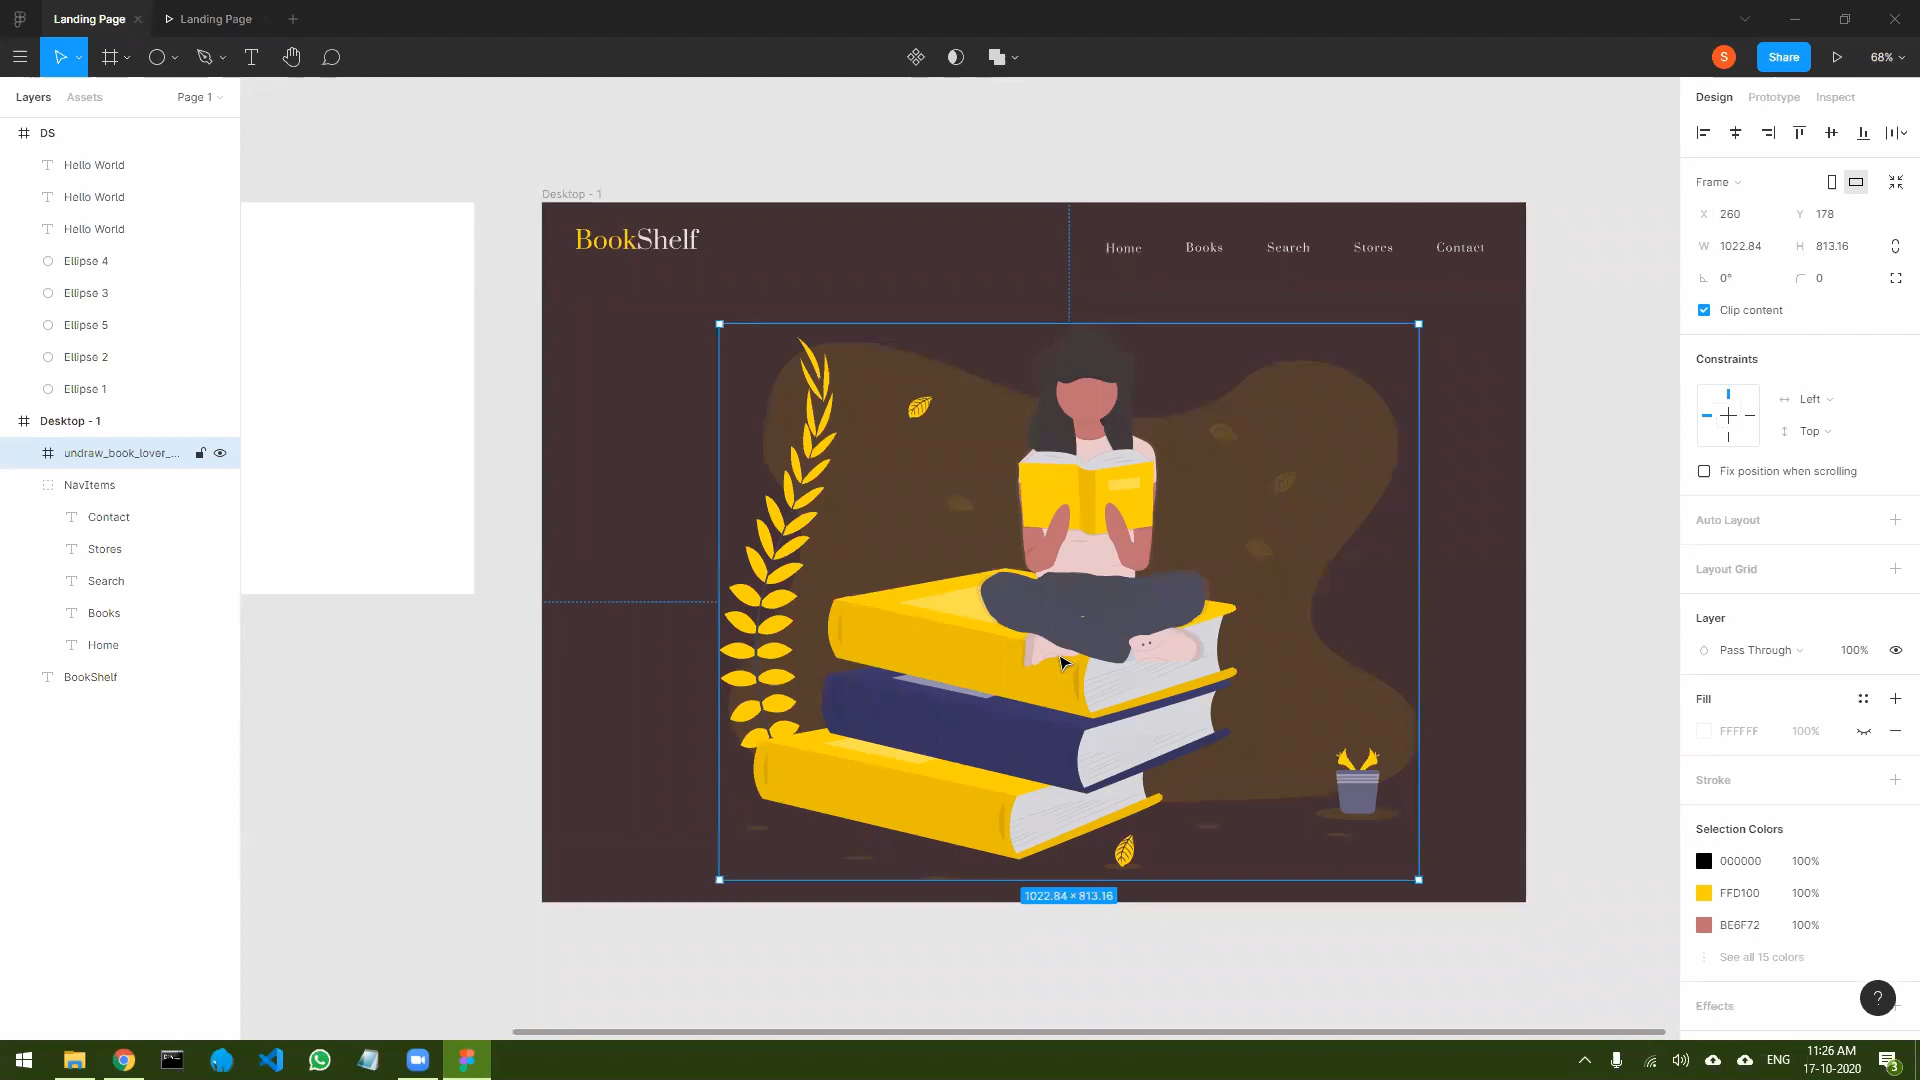 Landing Page
Landing Page
S
Share
68%
Layers
Assets
Page 1
Design
Prototype
Inspect
DS
Hello World
Hello World
Hello World
Ellipse 4
Ellipse 3
Ellipse 5
Ellipse 2
Ellipse 1
Desktop - 1
undraw_book_lover_...
NavItems
Contact
Stores
Search
Books
Home
BookShelf
Desktop - 1
BookShelf
Home
Books
Search
Stores
Contact
1022.84 × 813.16
Frame
X 260
Y 178
W 1022.84
H 813.16
0°
0
Clip content
Constraints
Left
Top
Fix position when scrolling
Auto Layout
Layout Grid
Layer
Pass Through
100%
Fill
FFFFFF 100%
Stroke
Selection Colors
000000 100%
FFD100 100%
BE6F72 100%
See all 15 colors
Effects
?
ENG
11:26 AM
17-10-2020
3